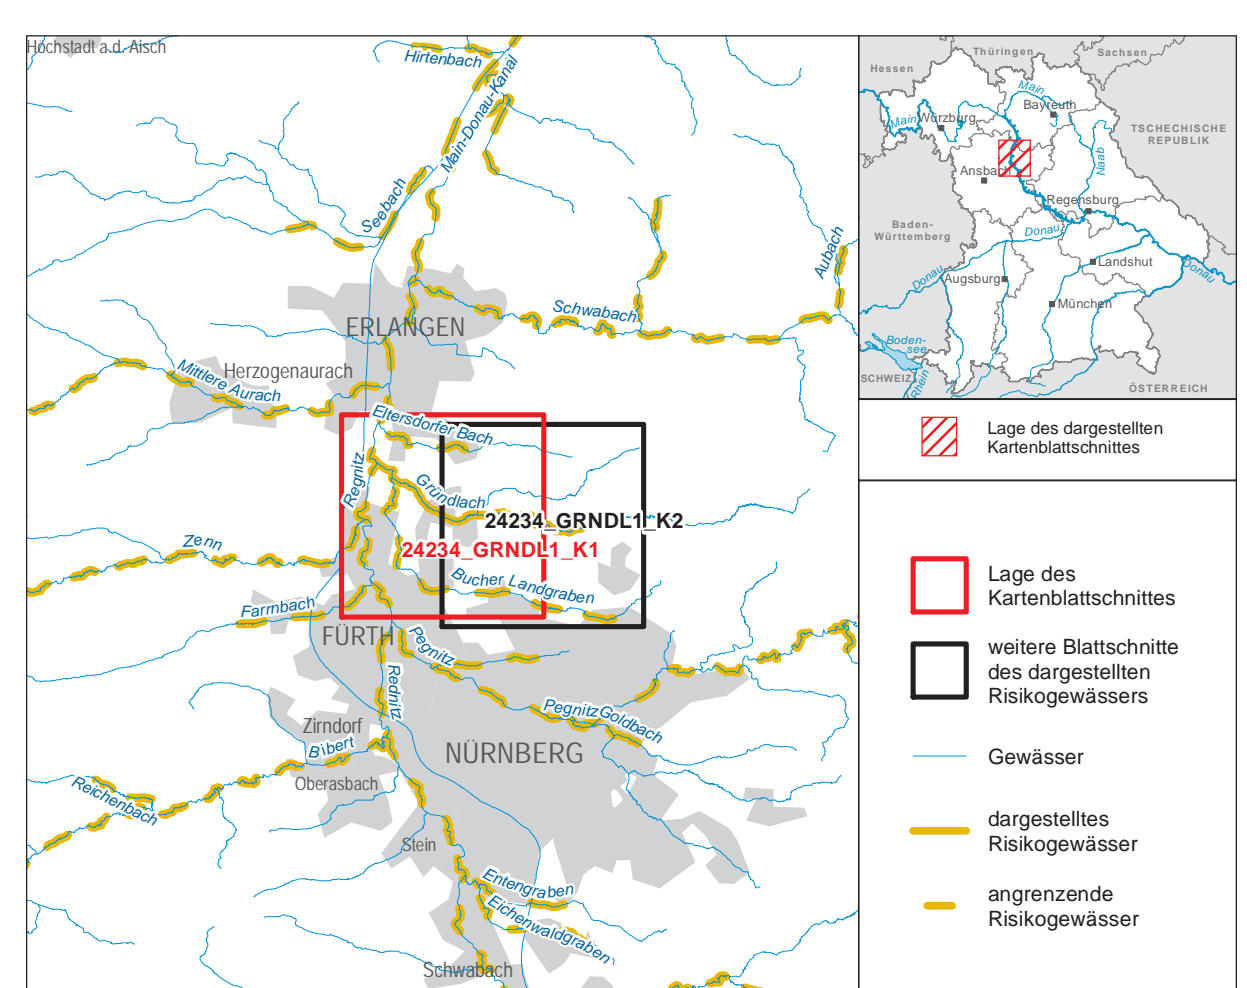 Höchstadt a.d. Aisch
Hirtenbach
Main-Donau-Kanal
Seebach
Aubach
Schwabach
ERLANGEN
Herzogenaurach
Mittlere Aurach
Eltersdorfer Bach
Regnitz
Gründlach
24234_GRNDL1_K2
24234_GRNDL1_K1
Zenn
Bucher Landgraben
Farrnbach
FÜRTH
Pegnitz
Rednitz
Pegnitz
Goldbach
Zirndorf
Bibert
NÜRNBERG
Oberasbach
Reichenbach
Stein
Entengraben
Eichenwaldgraben
Schwabach
Thüringen
Sachsen
Hessen
Main
Bayreuth
Main
Würzburg
TSCHECHISCHE
REPUBLIK
Naab
Ansbach
Regensburg
Baden-
Württemberg
Donau
Donau
Augsburg
Landshut
Donau
München
Boden-
see
SCHWEIZ
Rhein
ÖSTERREICH
Lage des dargestellten
Kartenblattschnittes
Lage des
Kartenblattschnittes
weitere Blattschnitte
des dargestellten
Risikogewässers
Gewässer
dargestelltes
Risikogewässer
angrenzende
Risikogewässer